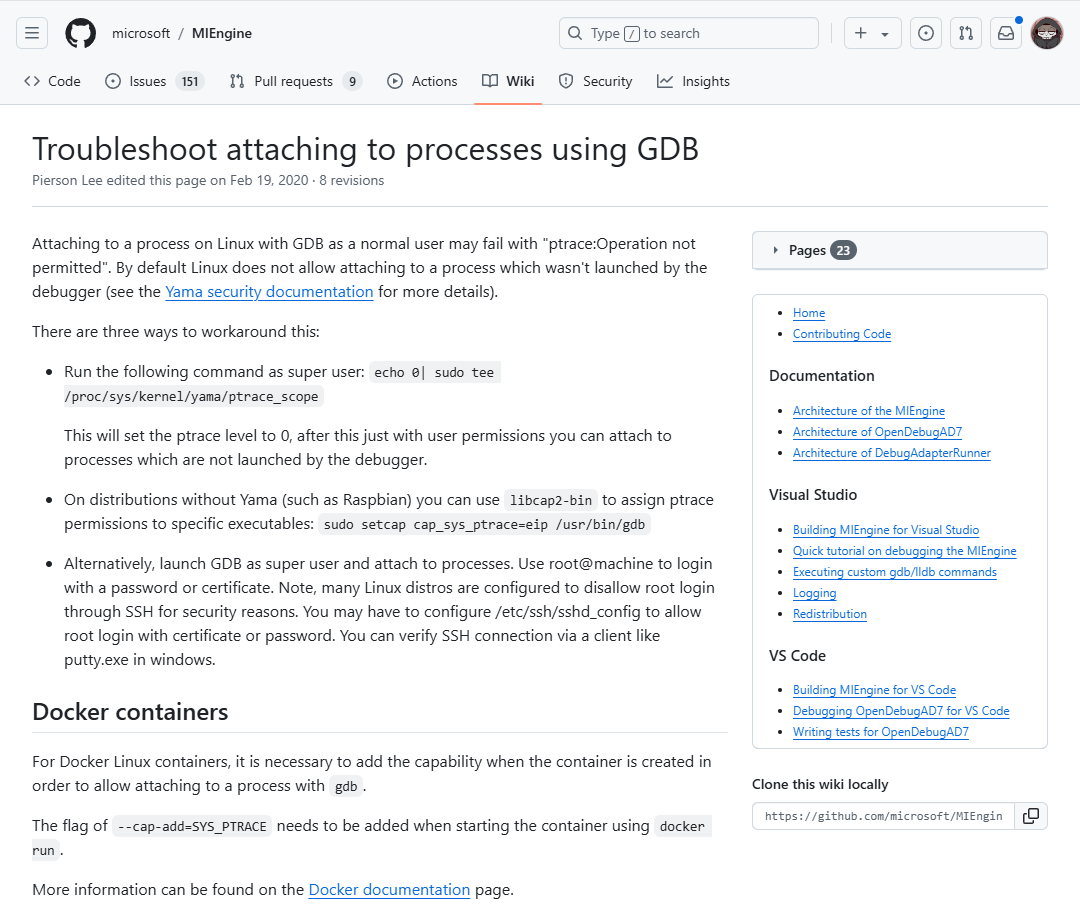 microsoft / MIEngine
Type / to search
Code
Issues 151
Pull requests 9
Actions
Wiki
Security
Insights
Troubleshoot attaching to processes using GDB
Pierson Lee edited this page on Feb 19, 2020 · 8 revisions
Attaching to a process on Linux with GDB as a normal user may fail with "ptrace:Operation not
permitted". By default Linux does not allow attaching to a process which wasn't launched by the
debugger (see the Yama security documentation for more details).
There are three ways to workaround this:
• Run the following command as super user: echo 0| sudo tee
/proc/sys/kernel/yama/ptrace_scope
This will set the ptrace level to 0, after this just with user permissions you can attach to
processes which are not launched by the debugger.
• On distributions without Yama (such as Raspbian) you can use libcap2-bin to assign ptrace
permissions to specific executables: sudo setcap cap_sys_ptrace=eip /usr/bin/gdb
• Alternatively, launch GDB as super user and attach to processes. Use root@machine to login
with a password or certificate. Note, many Linux distros are configured to disallow root login
through SSH for security reasons. You may have to configure /etc/ssh/sshd_config to allow
root login with certificate or password. You can verify SSH connection via a client like
putty.exe in windows.
Docker containers
For Docker Linux containers, it is necessary to add the capability when the container is created in
order to allow attaching to a process with gdb.
The flag of --cap-add=SYS_PTRACE needs to be added when starting the container using docker
run.
More information can be found on the Docker documentation page.
Pages 23
• Home
• Contributing Code
Documentation
• Architecture of the MIEngine
• Architecture of OpenDebugAD7
• Architecture of DebugAdapterRunner
Visual Studio
• Building MIEngine for Visual Studio
• Quick tutorial on debugging the MIEngine
• Executing custom gdb/lldb commands
• Logging
• Redistribution
VS Code
• Building MIEngine for VS Code
• Debugging OpenDebugAD7 for VS Code
• Writing tests for OpenDebugAD7
Clone this wiki locally
https://github.com/microsoft/MIEngin